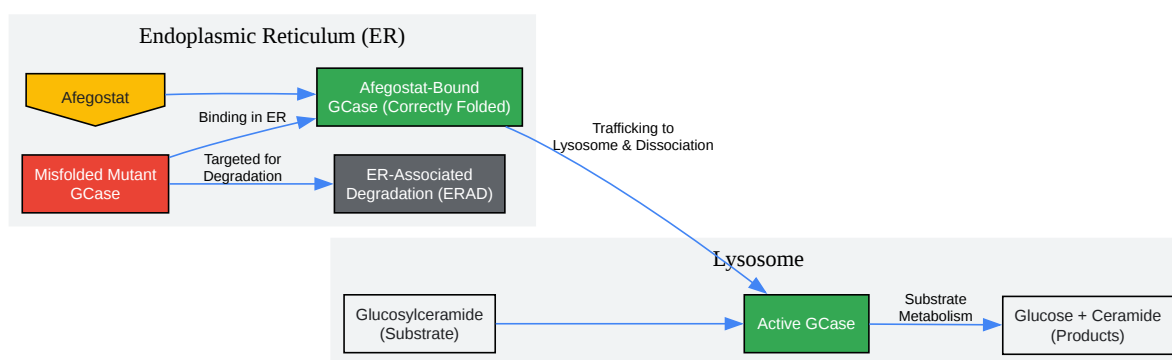 Endoplasmic Reticulum (ER)
Afegostat
Afegostat-Bound
GCase (Correctly Folded)
Binding in ER
Misfolded Mutant
GCase
Targeted for
Degradation
ER-Associated
Degradation (ERAD)
Trafficking to
Lysosome & Dissociation
Lysosome
Glucosylceramide
(Substrate)
Active GCase
Substrate
Metabolism
Glucose + Ceramide
(Products)